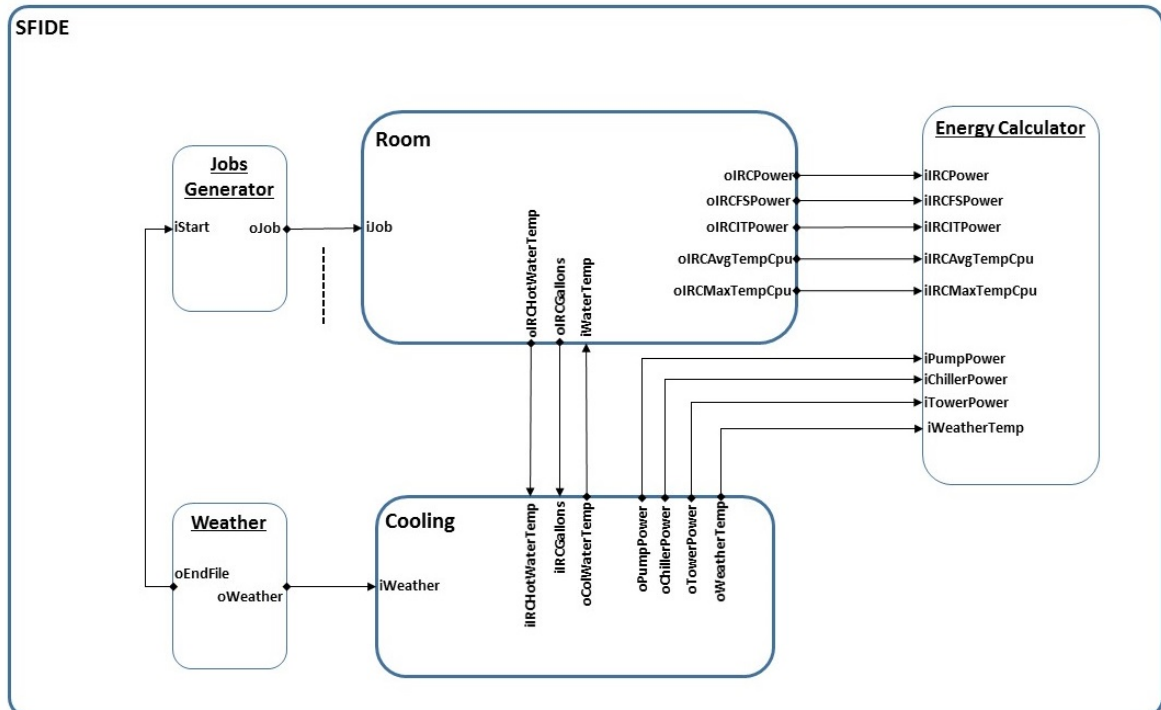 SFIDE
Jobs
Generator
iStart
oJob
Room
iJob
oIRCPower
oIRCFSPower
oIRCITPower
oIRCAvgTempCpu
oIRCMaxTempCpu
oIRCHotWaterTemp
oIRCGallons
iWaterTemp
Energy Calculator
iIRCPower
iIRCFSPower
iIRCITPower
iIRCAvgTempCpu
iIRCMaxTempCpu
iPumpPower
iChillerPower
iTowerPower
iWeatherTemp
Weather
oEndFile
oWeather
Cooling
iWeather
iIRCHotWaterTemp
iIRCGallons
oColWaterTemp
oPumpPower
oChillerPower
oTowerPower
oWeatherTemp